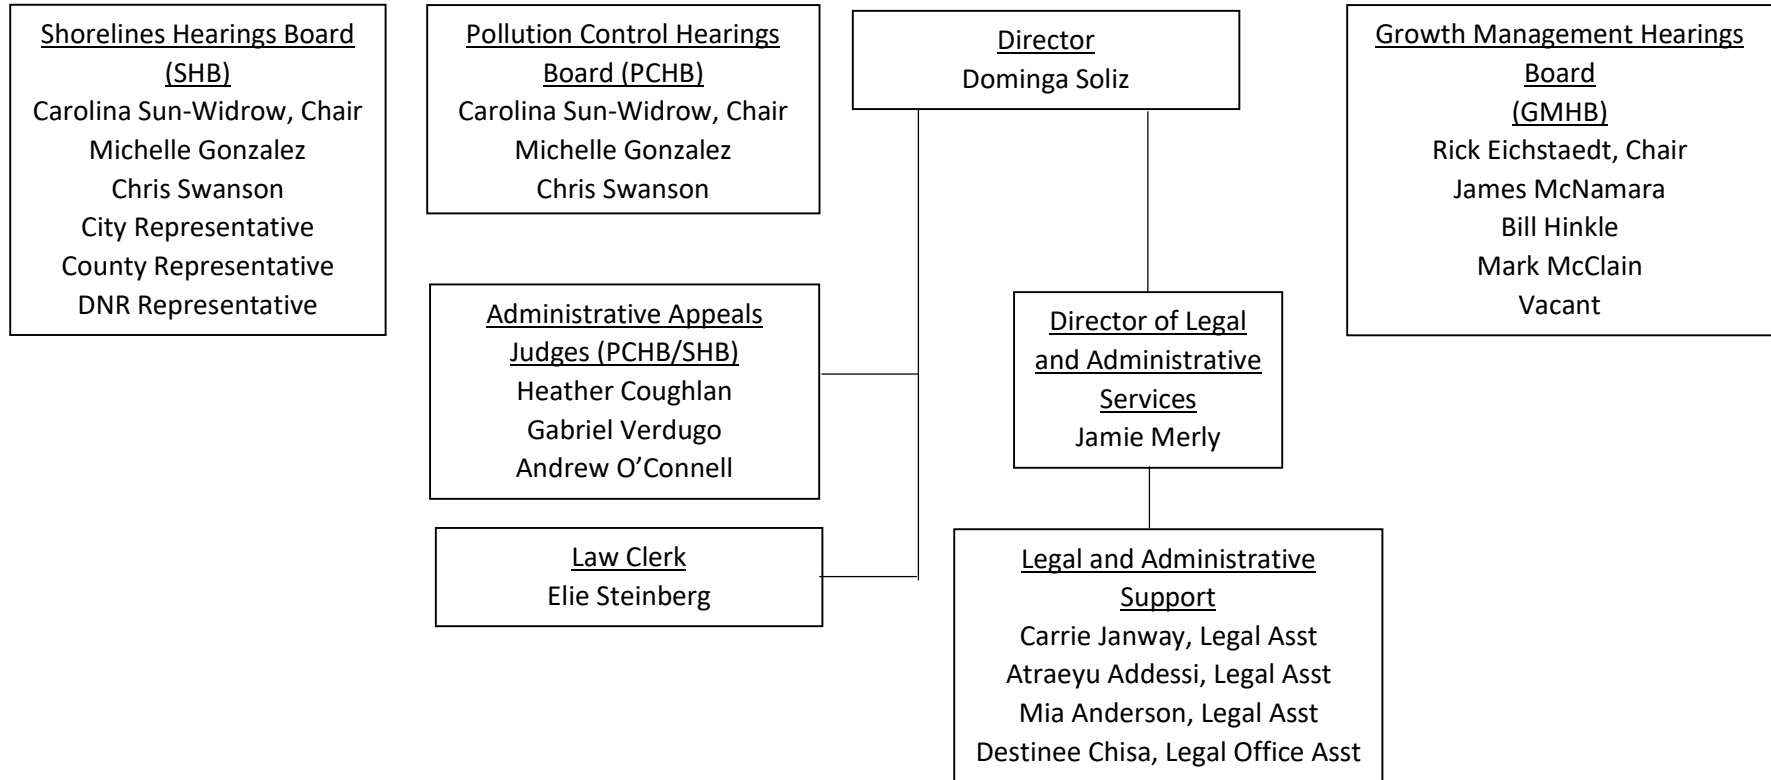 Shorelines Hearings Board
(SHB)
Carolina Sun-Widrow, Chair
Michelle Gonzalez
Chris Swanson
City Representative
County Representative
DNR Representative
Pollution Control Hearings
Board (PCHB)
Carolina Sun-Widrow, Chair
Michelle Gonzalez
Chris Swanson
Director
Dominga Soliz
Growth Management Hearings
Board
(GMHB)
Rick Eichstaedt, Chair
James McNamara
Bill Hinkle
Mark McClain
Vacant
Administrative Appeals
Judges (PCHB/SHB)
Heather Coughlan
Gabriel Verdugo
Andrew O’Connell
Director of Legal
and Administrative
Services
Jamie Merly
Law Clerk
Elie Steinberg
Legal and Administrative
Support
Carrie Janway, Legal Asst
Atraeyu Addessi, Legal Asst
Mia Anderson, Legal Asst
Destinee Chisa, Legal Office Asst